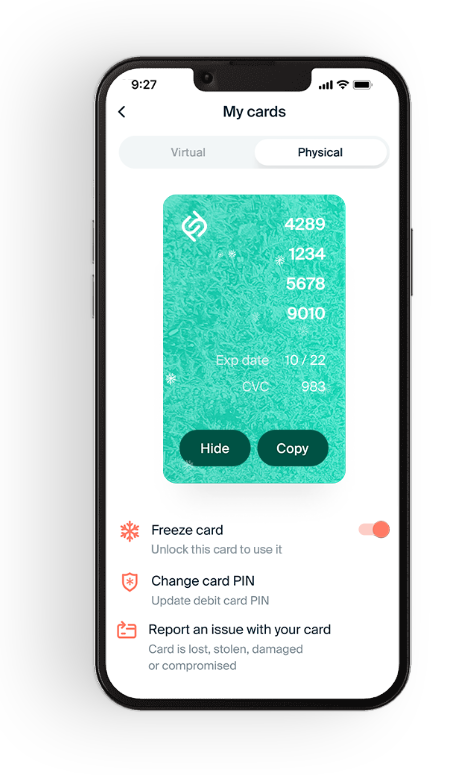 9:27
My cards
Virtual Physical
4289
1234
5678
9010
Exp date 10 / 22
CVC 983
Hide Copy
Freeze card
Unlock this card to use it
Change card PIN
Update debit card PIN
Report an issue with your card
Card is lost, stolen, damaged
or compromised